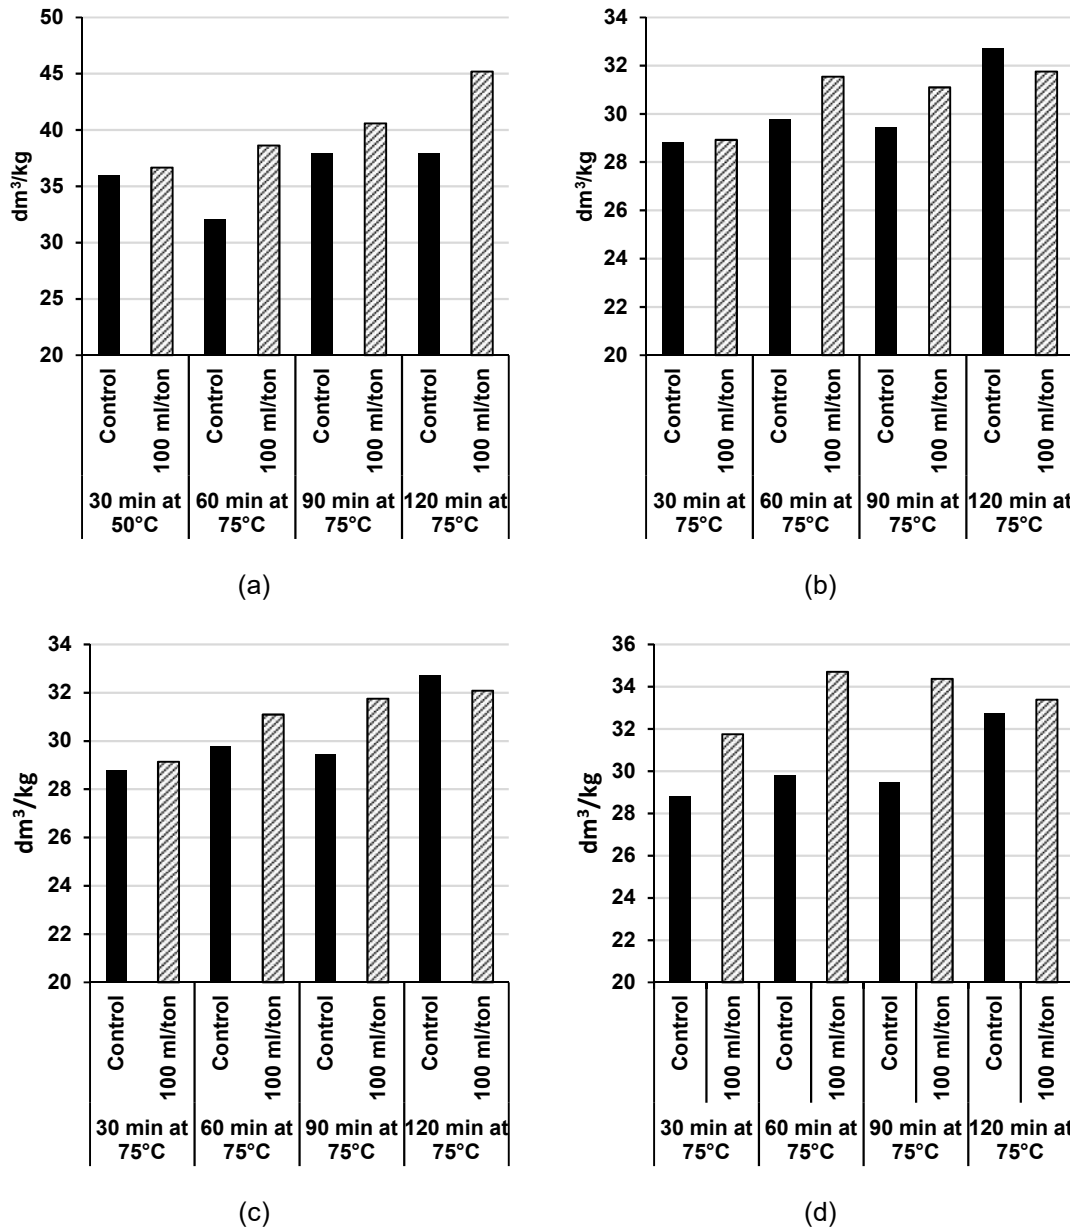 50
45
40
35
30
25
20
dm³/kg
Control
100 ml/ton
Control
100 ml/ton
Control
100 ml/ton
Control
100 ml/ton
30 min at 50°C
60 min at 75°C
90 min at 75°C
120 min at 75°C
(a)
34
32
30
28
26
24
22
20
dm³/kg
Control
100 ml/ton
Control
100 ml/ton
Control
100 ml/ton
Control
100 ml/ton
30 min at 75°C
60 min at 75°C
90 min at 75°C
120 min at 75°C
(b)
34
32
30
28
26
24
22
20
dm³/kg
Control
100 ml/ton
Control
100 ml/ton
Control
100 ml/ton
Control
100 ml/ton
30 min at 75°C
60 min at 75°C
90 min at 75°C
120 min at 75°C
(c)
36
34
32
30
28
26
24
22
20
dm³/kg
Control
100 ml/ton
Control
100 ml/ton
Control
100 ml/ton
Control
100 ml/ton
30 min at 75°C
60 min at 75°C
90 min at 75°C
120 min at 75°C
(d)